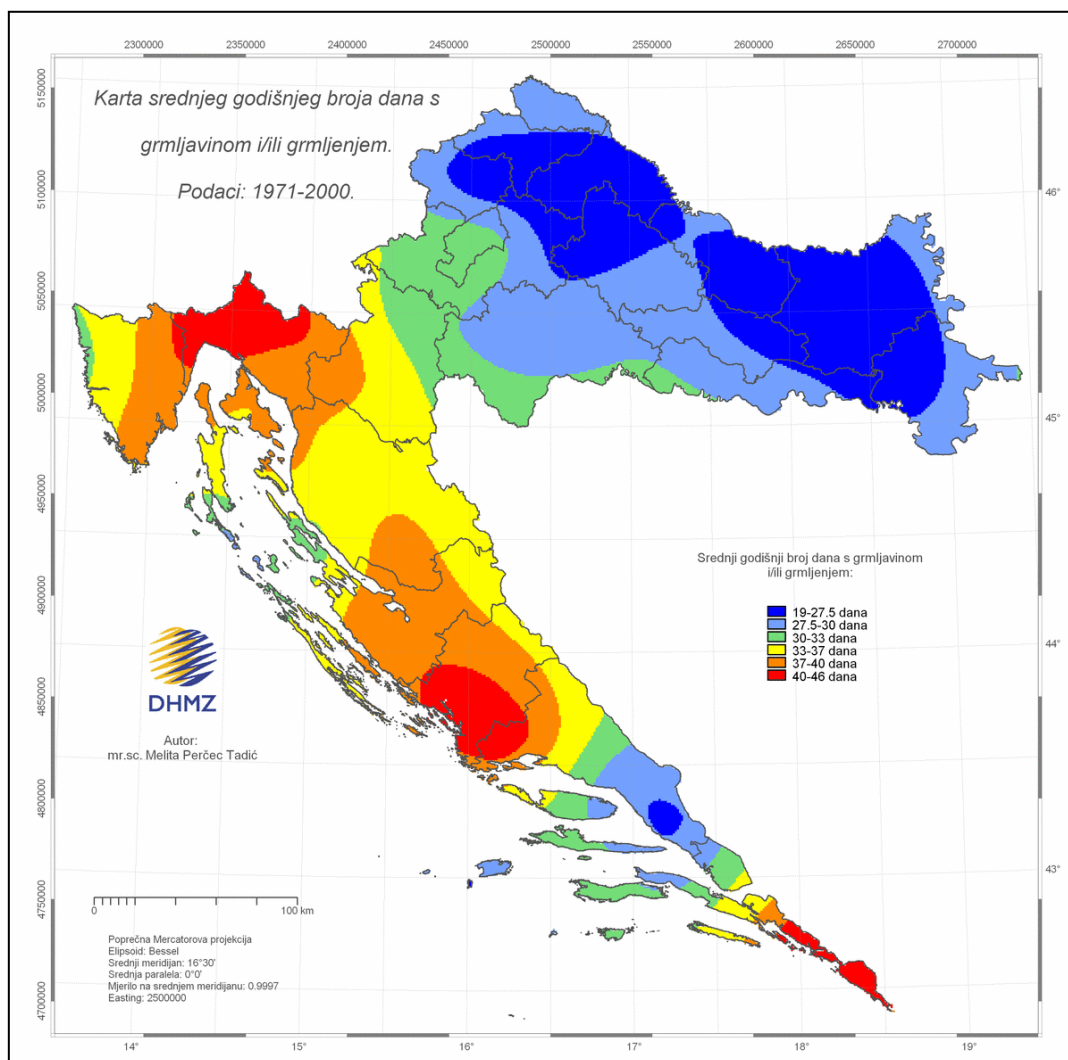 2300000 2350000 2400000 2450000 2500000 2550000 2600000 2650000 2700000
Karta srednjeg godišnjeg broja dana s
grmljavinom i/ili grmljenjem.
Podaci: 1971-2000.
5150000
5100000
5050000
5000000
4950000
4900000
4850000
4800000
4750000
4700000
46°
45°
44°
43°
Srednji godišnji broj dana s grmljavinom
i/ili grmljenjem:
19-27.5 dana
27.5-30 dana
30-33 dana
33-37 dana
37-40 dana
40-46 dana
DHMZ
Autor:
mr.sc. Melita Perčec Tadić
0 100 km
Poprečna Mercatorova projekcija
Elipsoid: Bessel
Srednji meridijan: 16°30'
Srednja paralela: 0°0'
Mjerilo na srednjem meridijanu: 0.9997
Easting: 2500000
14° 15° 16° 17° 18° 19°